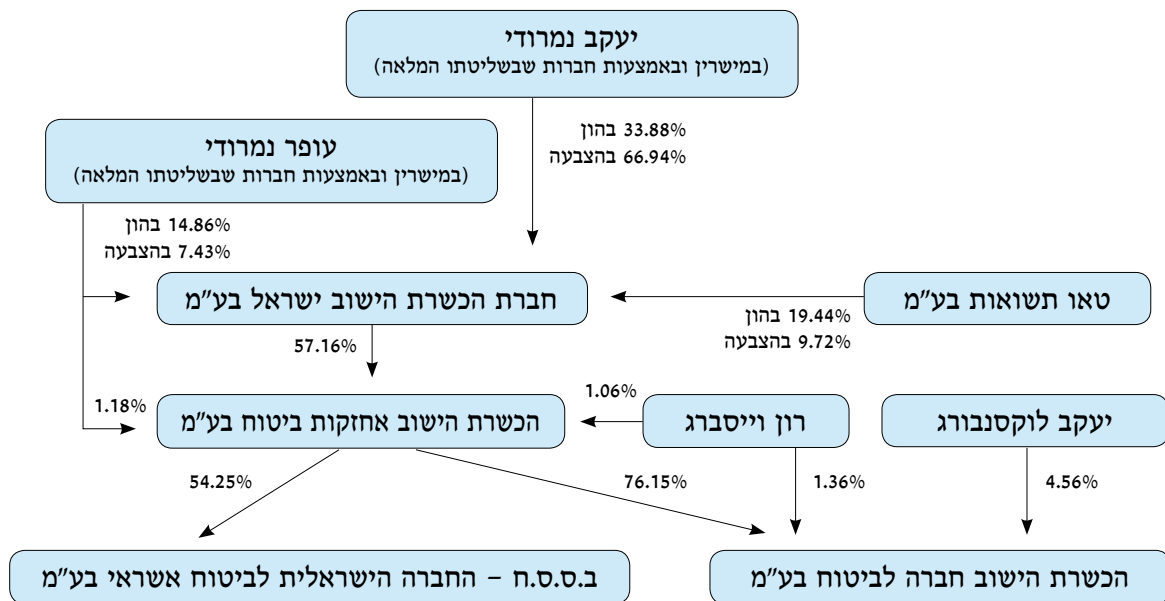 יעקב נמרודי
(במישרין ובאמצעות חברות שבשליטתו המלאה)
33.88% בהון
66.94% בהצבעה
עופר נמרודי
(במישרין ובאמצעות חברות שבשליטתו המלאה)
14.86% בהון
7.43% בהצבעה
חברת הכשרת הישוב ישראל בע"מ
טאו תשואות בע"מ
19.44% בהון
9.72% בהצבעה
57.16%
1.18%
הכשרת הישוב אחזקות ביטוח בע"מ
1.06%
רון וייסברג
יעקב לוקסנבורג
54.25%
76.15%
1.36%
4.56%
הכשרת הישוב חברה לביטוח בע"מ
ב.ס.ס.ח – החברה הישראלית לביטוח אשראי בע"מ